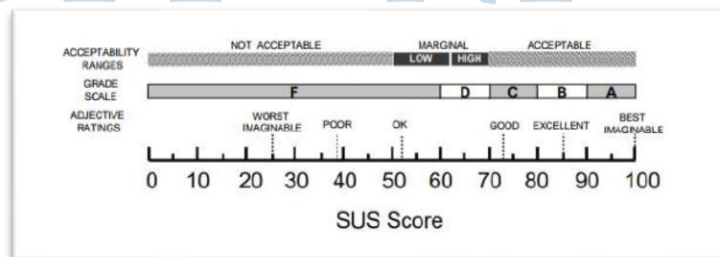 NOT ACCEPTABLE MARGINAL ACCEPTABLE
ACCEPTABILITY RANGES LOW HIGH
GRADE SCALE F D C B A
ADJECTIVE RATINGS WORST IMAGINABLE POOR OK GOOD EXCELLENT BEST IMAGINABLE
0 10 20 30 40 50 60 70 80 90 100
SUS Score